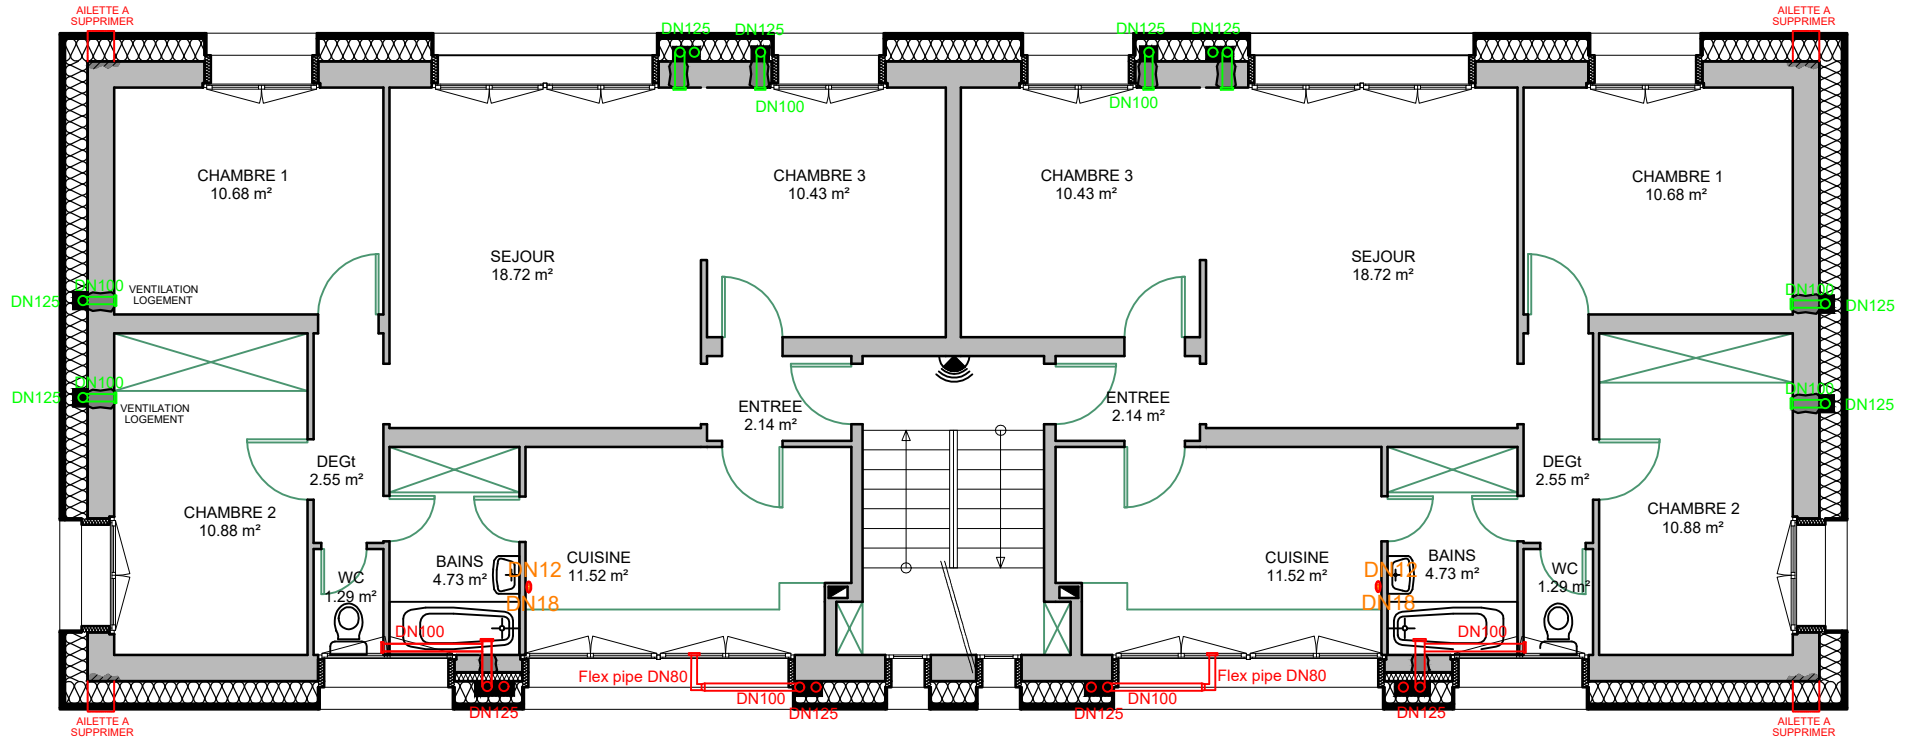 AILETTE A
SUPPRIMER
AILETTE A
SUPPRIMER
DN125
DN125
DN125
DN125
DN100
DN100
CHAMBRE 1
10.68 m²
CHAMBRE 3
10.43 m²
CHAMBRE 3
10.43 m²
CHAMBRE 1
10.68 m²
SEJOUR
18.72 m²
SEJOUR
18.72 m²
DN125
DN100
VENTILATION
LOGEMENT
DN100
DN125
DN125
DN100
VENTILATION
LOGEMENT
DN100
DN125
ENTREE
2.14 m²
ENTREE
2.14 m²
DEGt
2.55 m²
DEGt
2.55 m²
CHAMBRE 2
10.88 m²
CHAMBRE 2
10.88 m²
WC
1.29 m²
BAINS
4.73 m²
CUISINE
11.52 m²
DN12
DN18
CUISINE
11.52 m²
DN12
DN18
BAINS
4.73 m²
WC
1.29 m²
DN100
DN100
Flex pipe DN80
Flex pipe DN80
DN100
DN100
DN125
DN125
DN125
DN125
AILETTE A
SUPPRIMER
AILETTE A
SUPPRIMER